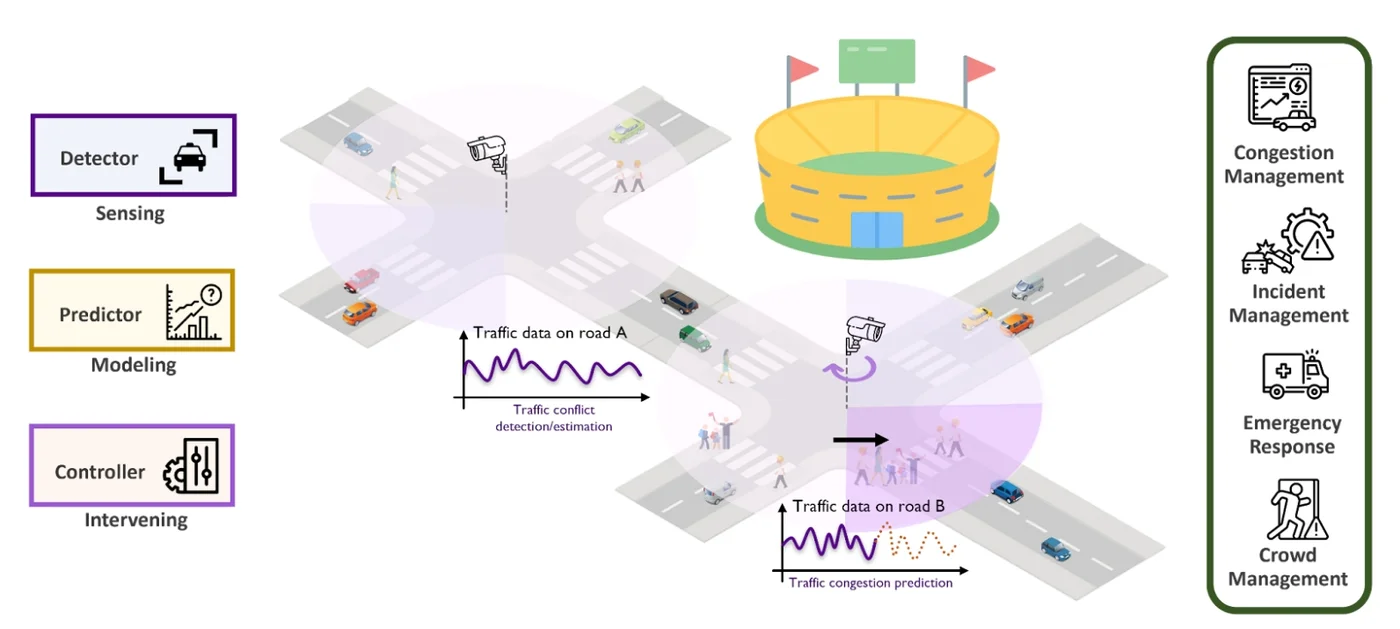 Detector
Sensing
Predictor
Modeling
Controller
Intervening
Traffic data on road A
Traffic conflict
detection/estimation
Traffic data on road B
Traffic congestion prediction
Congestion
Management
Incident
Management
Emergency
Response
Crowd
Management